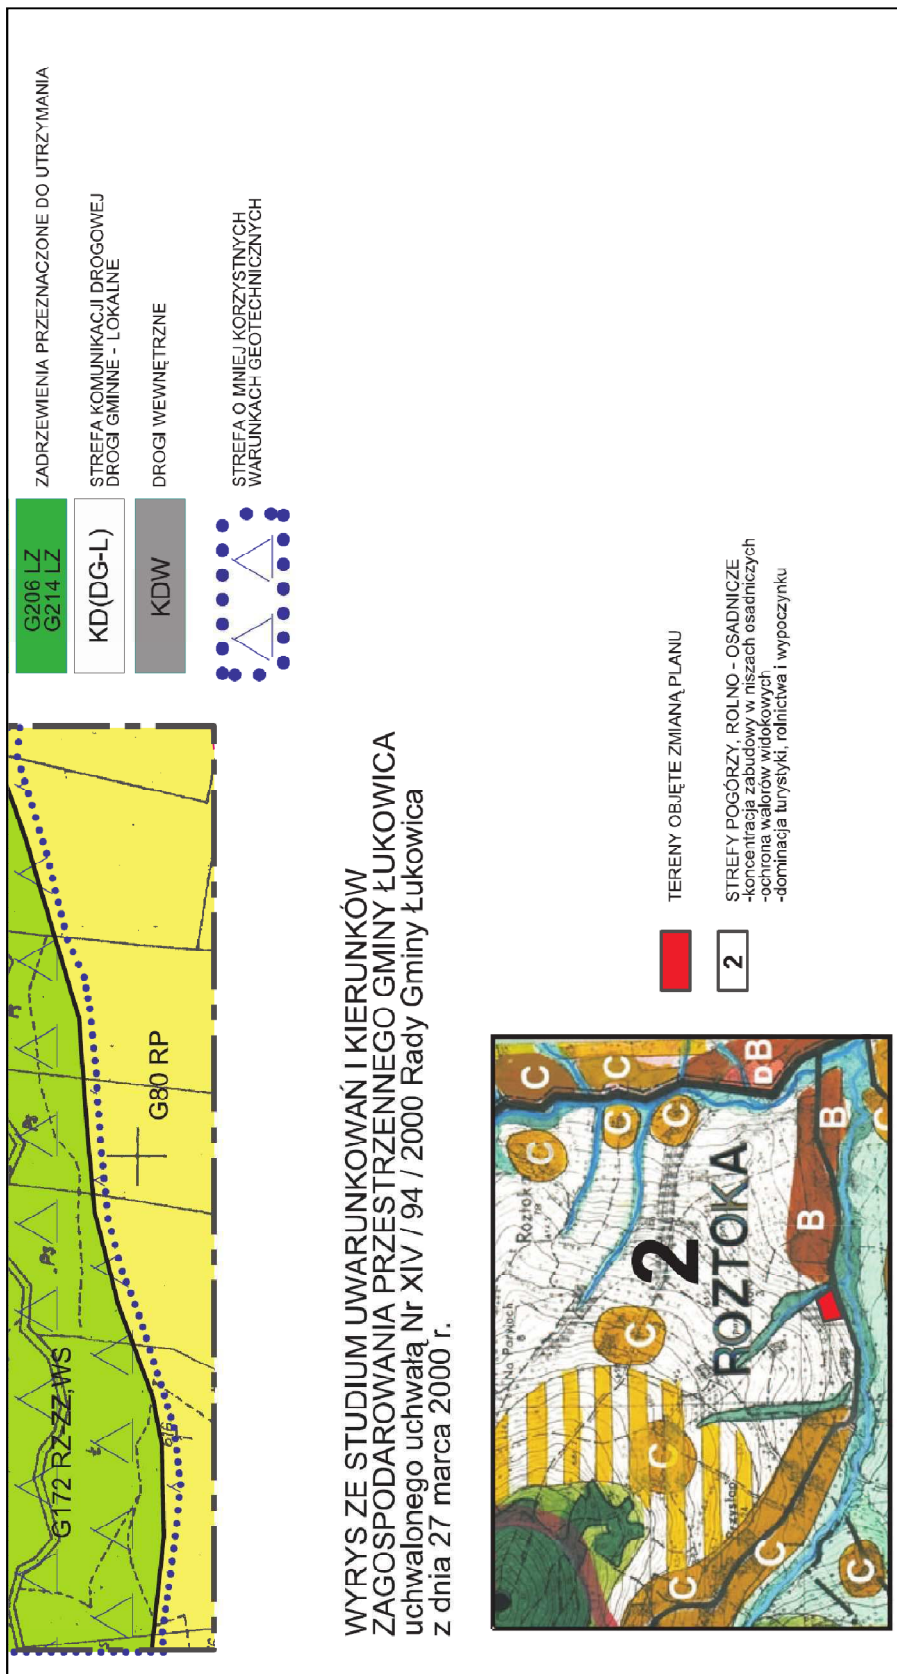 G206 LZ
G214 LZ
ZADRZEWIENIA PRZEZNACZONE DO UTRZYMANIA
KD(DG-L)
STREFA KOMUNIKACJI DROGOWEJ
DROGI GMINNE - LOKALNE
KDW
DROGI WEWNĘTRZNE
STREFA O MNIEJ KORZYSTNYCH
WARUNKACH GEOTECHNICZNYCH
G172 RZ-ZZ,WS
G80 RP
WYRYS ZE STUDIUM UWARUNKOWAŃ I KIERUNKÓW
ZAGOSPODAROWANIA PRZESTRZENNEGO GMINY ŁUKOWICA
uchwalonego uchwałą Nr XIV / 94 / 2000 Rady Gminy Łukowica
z dnia 27 marca 2000 r.
TERENY OBJĘTE ZMIANĄ PLANU
2
STREFY POGÓRZY, ROLNO - OSADNICZE
-koncentracja zabudowy w niszach osadniczych
-ochrona walorów widokowych
-dominacja turystyki, rolnictwa i wypoczynku
C
C
C
C
Roztok
2
ROZTOKA
C
C
C
C
C
C
B
B
B
D